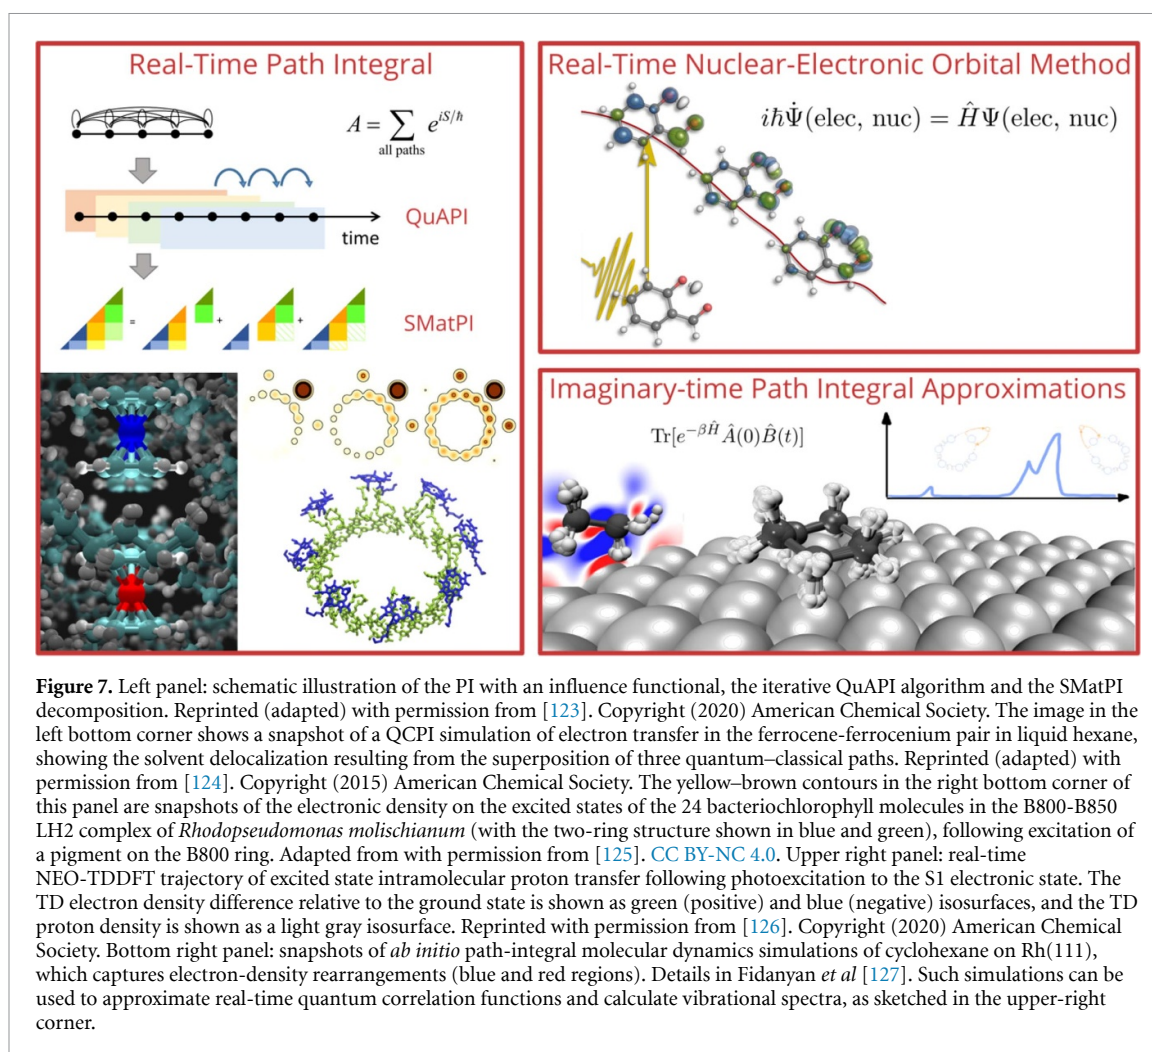 Real-Time Path Integral
A = ∑ e^{iS/ħ}
all paths
QuAPI
time
=
+
+
SMatPI
Real-Time Nuclear-Electronic Orbital Method
iħΨ̇(elec, nuc) = ĤΨ(elec, nuc)
Imaginary-time Path Integral Approximations
Tr[e^{−βĤ} Â(0)B̂(t)]
Figure 7. Left panel: schematic illustration of the PI with an influence functional, the iterative QuAPI algorithm and the SMatPI
decomposition. Reprinted (adapted) with permission from [123]. Copyright (2020) American Chemical Society. The image in the
left bottom corner shows a snapshot of a QCPI simulation of electron transfer in the ferrocene-ferrocenium pair in liquid hexane,
showing the solvent delocalization resulting from the superposition of three quantum–classical paths. Reprinted (adapted) with
permission from [124]. Copyright (2015) American Chemical Society. The yellow–brown contours in the right bottom corner of
this panel are snapshots of the electronic density on the excited states of the 24 bacteriochlorophyll molecules in the B800-B850
LH2 complex of Rhodopseudomonas molischianum (with the two-ring structure shown in blue and green), following excitation of
a pigment on the B800 ring. Adapted from with permission from [125]. CC BY-NC 4.0. Upper right panel: real-time
NEO-TDDFT trajectory of excited state intramolecular proton transfer following photoexcitation to the S1 electronic state. The
TD electron density difference relative to the ground state is shown as green (positive) and blue (negative) isosurfaces, and the TD
proton density is shown as a light gray isosurface. Reprinted with permission from [126]. Copyright (2020) American Chemical
Society. Bottom right panel: snapshots of ab initio path-integral molecular dynamics simulations of cyclohexane on Rh(111),
which captures electron-density rearrangements (blue and red regions). Details in Fidanyan et al [127]. Such simulations can be
used to approximate real-time quantum correlation functions and calculate vibrational spectra, as sketched in the upper-right
corner.